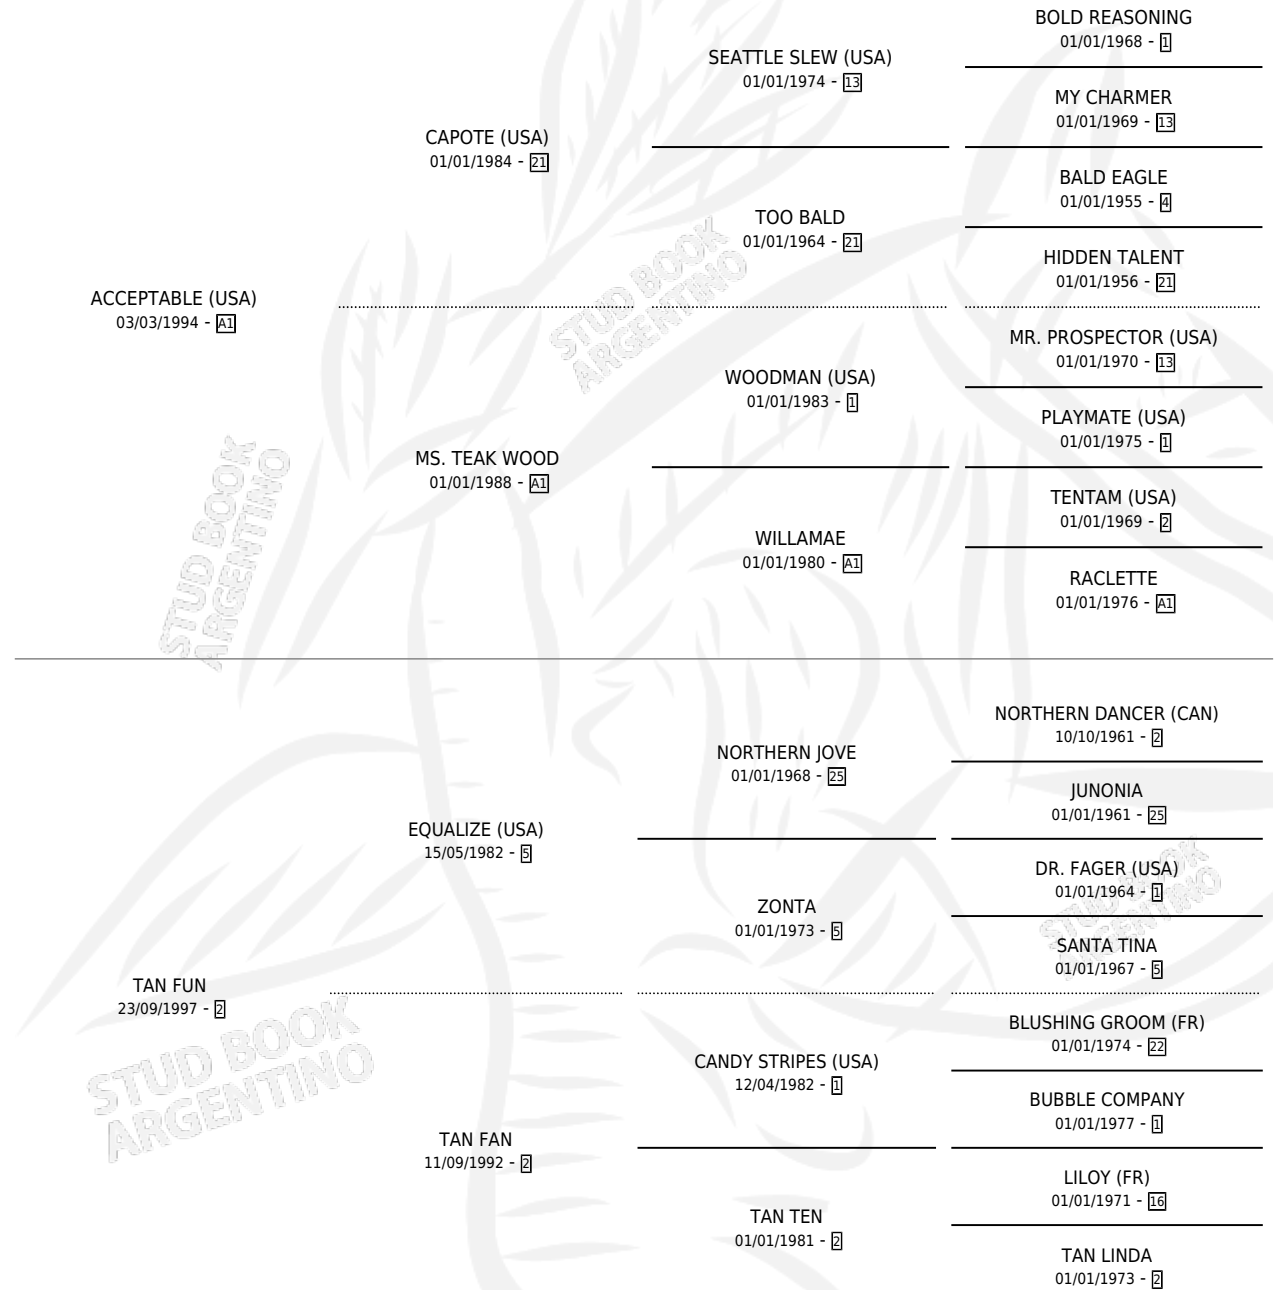 BOLD REASONING
01/01/1968 - 1
SEATTLE SLEW (USA)
01/01/1974 - 13
MY CHARMER
01/01/1969 - 13
CAPOTE (USA)
01/01/1984 - 21
BALD EAGLE
01/01/1955 - 4
TOO BALD
01/01/1964 - 21
HIDDEN TALENT
01/01/1956 - 21
ACCEPTABLE (USA)
03/03/1994 - A1
MR. PROSPECTOR (USA)
01/01/1970 - 13
WOODMAN (USA)
01/01/1983 - 1
PLAYMATE (USA)
01/01/1975 - 1
MS. TEAK WOOD
01/01/1988 - A1
TENTAM (USA)
01/01/1969 - 2
WILLAMAE
01/01/1980 - A1
RACLETTE
01/01/1976 - A1
NORTHERN DANCER (CAN)
10/10/1961 - 2
NORTHERN JOVE
01/01/1968 - 25
JUNONIA
01/01/1961 - 25
EQUALIZE (USA)
15/05/1982 - 5
DR. FAGER (USA)
01/01/1964 - 1
ZONTA
01/01/1973 - 5
SANTA TINA
01/01/1967 - 5
TAN FUN
23/09/1997 - 2
BLUSHING GROOM (FR)
01/01/1974 - 22
CANDY STRIPES (USA)
12/04/1982 - 1
BUBBLE COMPANY
01/01/1977 - 1
TAN FAN
11/09/1992 - 2
LILOY (FR)
01/01/1971 - 16
TAN TEN
01/01/1981 - 2
TAN LINDA
01/01/1973 - 2
STUD BOOK
ARGENTINO
STUD BOOK
ARGENTINO
STUD BOOK
ARGENTINO
STUD BOOK
ARGENTINO